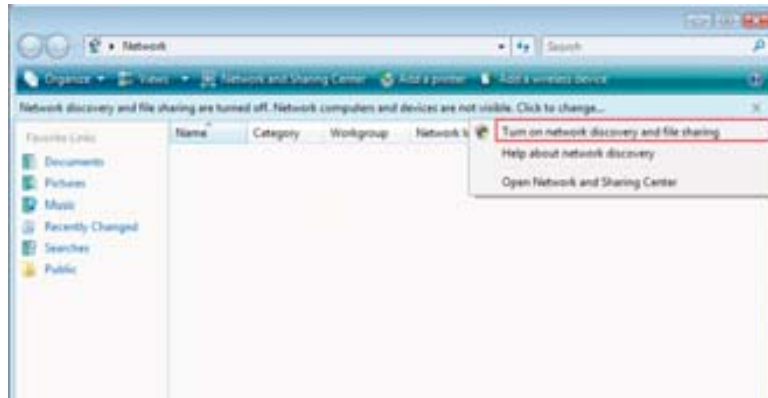 Network
Search
Organize Views Network and Sharing Center Add a printer Add a wireless device
Network discovery and file sharing are turned off. Network computers and devices are not visible. Click to change...
Favorite Links
Name Category Workgroup Network
Turn on network discovery and file sharing
Help about network discovery
Open Network and Sharing Center
Documents
Pictures
Music
Recently Changed
Searches
Public